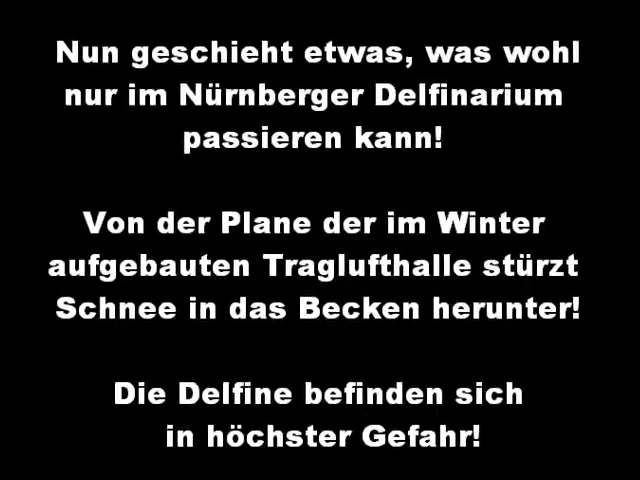 Nun geschieht etwas, was wohl
nur im Nürnberger Delfinarium
passieren kann!
Von der Plane der im Winter
aufgebauten Traglufthalle stürzt
Schnee in das Becken herunter!
Die Delfine befinden sich
in höchster Gefahr!